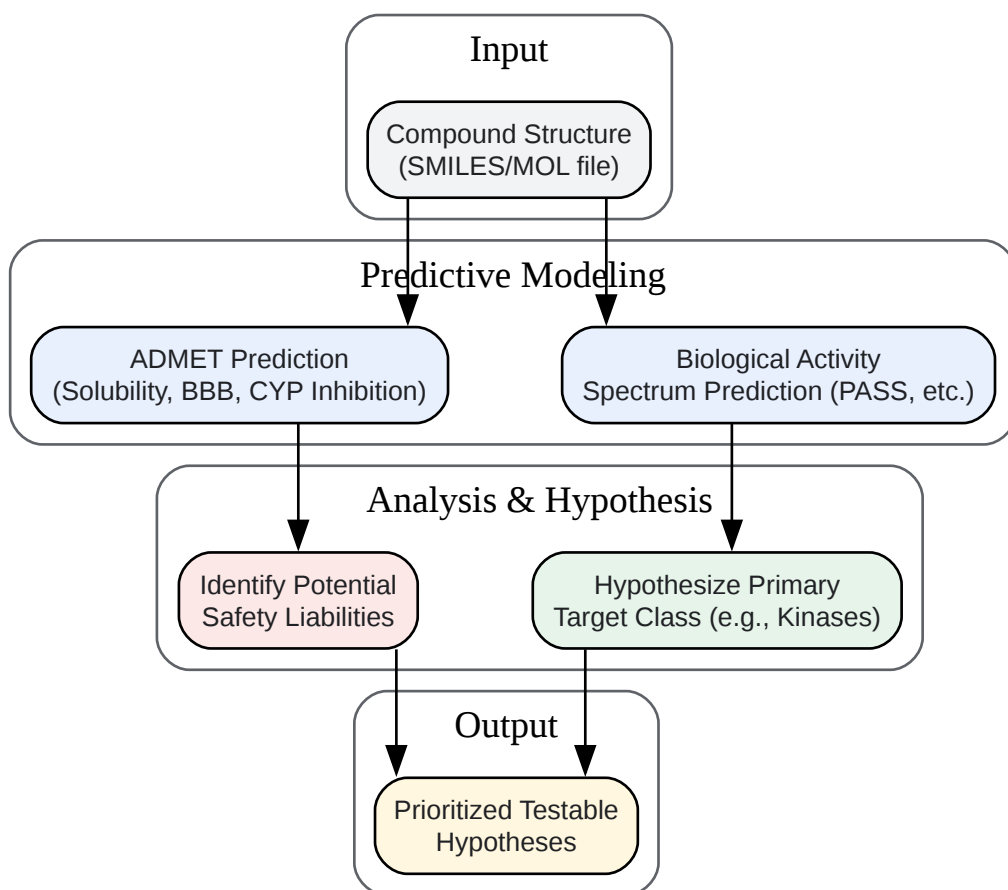 Input
Compound Structure
(SMILES/MOL file)
Predictive Modeling
ADMET Prediction
(Solubility, BBB, CYP Inhibition)
Biological Activity
Spectrum Prediction (PASS, etc.)
Analysis & Hypothesis
Identify Potential
Safety Liabilities
Hypothesize Primary
Target Class (e.g., Kinases)
Output
Prioritized Testable
Hypotheses